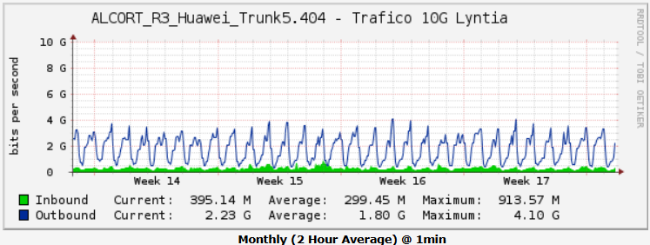 ALCORT_R3_Huawei_Trunk5.404 - Trafico 10G Lyntia
RRDTOOL / TOBI OETIKER
bits per second
10 G
8 G
6 G
4 G
2 G
0
Week 14 Week 15 Week 16 Week 17
Inbound Current: 395.14 M Average: 299.45 M Maximum: 913.57 M
Outbound Current: 2.23 G Average: 1.80 G Maximum: 4.10 G
Monthly (2 Hour Average) @ 1min